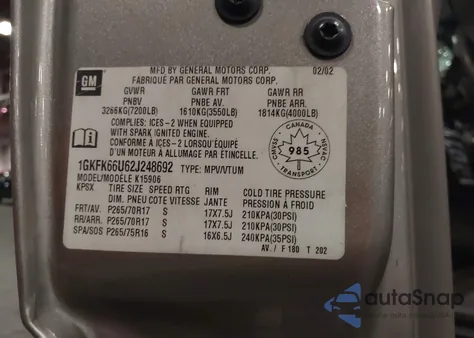 MFD BY GENERAL MOTORS CORP. 02/02
FABRIQUE PAR GENERAL MOTORS CORP.
GM
GVWR GAWR FRT GAWR RR
PNBV PNBE AV. PNBE ARR.
3266KG(7200LB) 1610KG(3550LB) 1814KG(4000LB)
COMPLIES = ICES-2 WHEN EQUIPPED
WITH SPARK IGNITED ENGINE.
CONFORME A = ICES-2 LORSQU'ÉQUIPÉ
D'UN MOTEUR A ALLUMAGE PAR ÉTINCELLE.
CANADA
985
NSVAC
1GKFK66U62J248692 TYPE: MPV/VTUM
MODEL/MODELE K15906
KPSX TIRE SIZE SPEED RTG RIM COLD TIRE PRESSURE
DIM. PNEU COTE VITESSE JANTE PRESSION À FROID
FRT/AV. P265/70R17 S 17X7.5J 210KPA(30PSI)
RR/ARR. P265/70R17 S 17X7.5J 210KPA(30PSI)
SPA/SOS P265/75R16 S 16X6.5J 240KPA(35PSI)
AV./ F 180 T 202
autoSnap